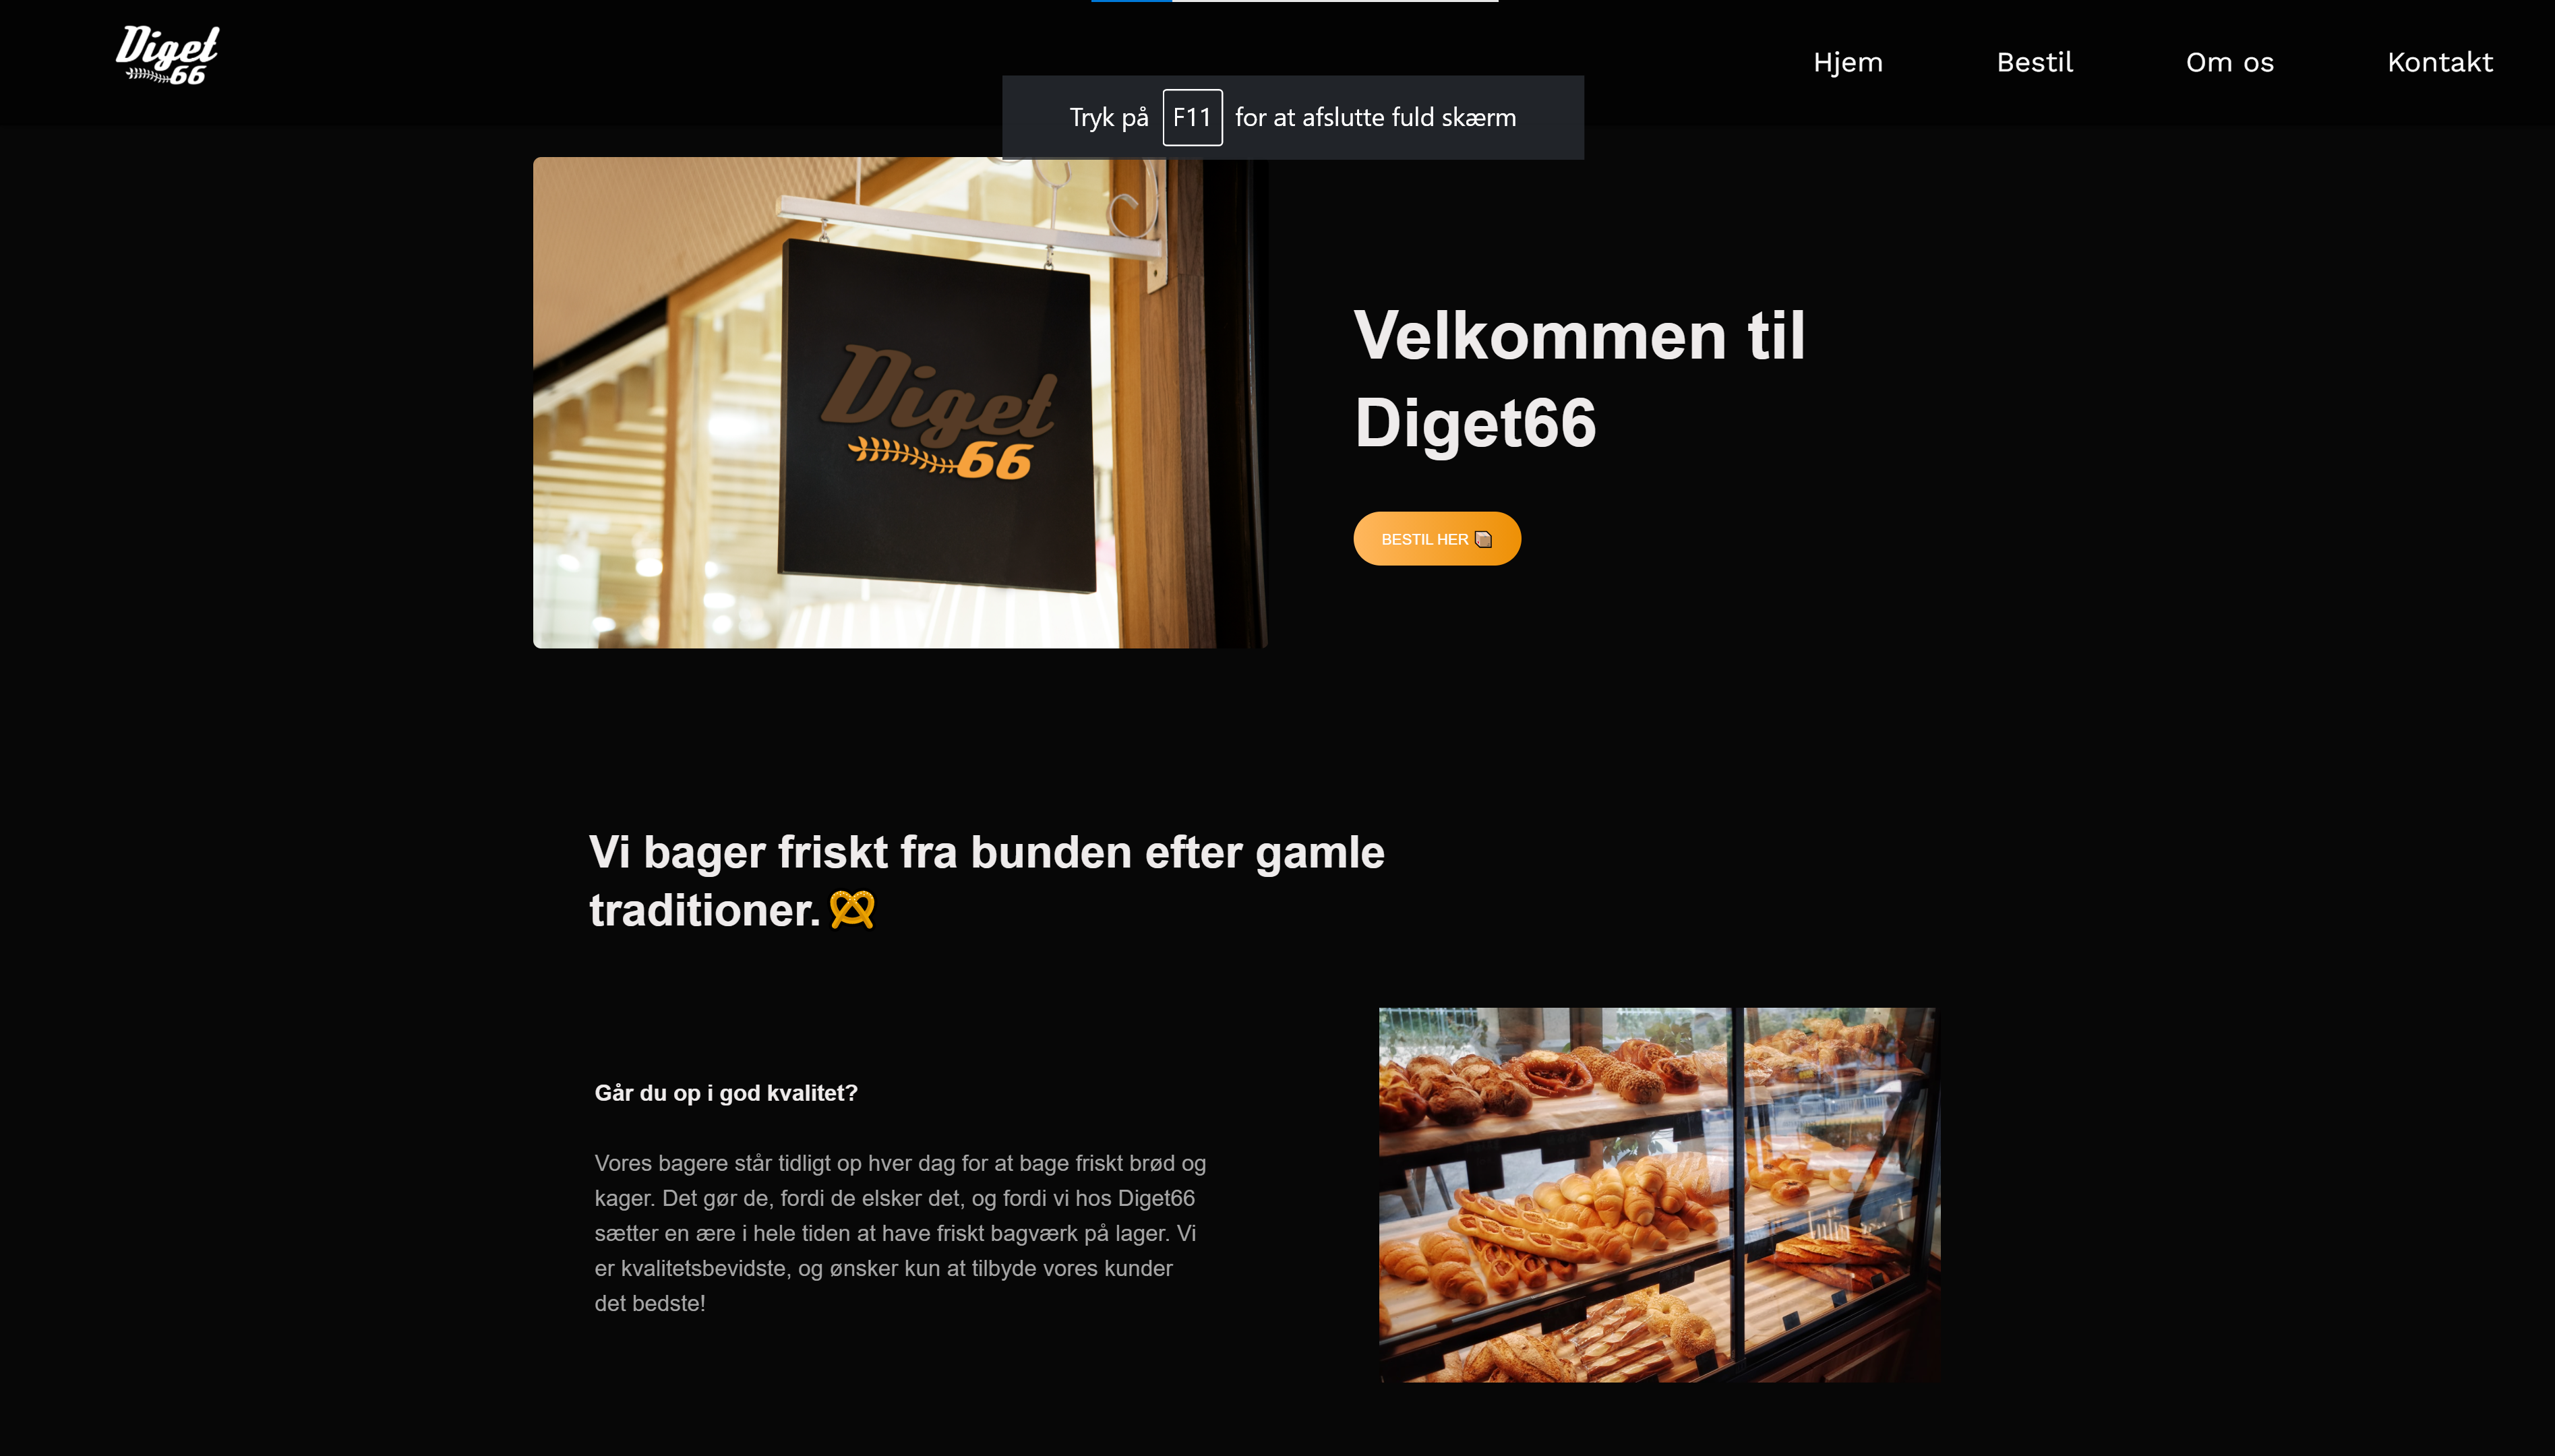 Diget
66
Hjem
Bestil
Om os
Kontakt
Tryk på F11 for at afslutte fuld skærm
Diget
66
Velkommen til
Diget66
BESTIL HER
Vi bager friskt fra bunden efter gamle
traditioner.
Går du op i god kvalitet?
Vores bagere står tidligt op hver dag for at bage friskt brød og
kager. Det gør de, fordi de elsker det, og fordi vi hos Diget66
sætter en ære i hele tiden at have friskt bagværk på lager. Vi
er kvalitetsbevidste, og ønsker kun at tilbyde vores kunder
det bedste!